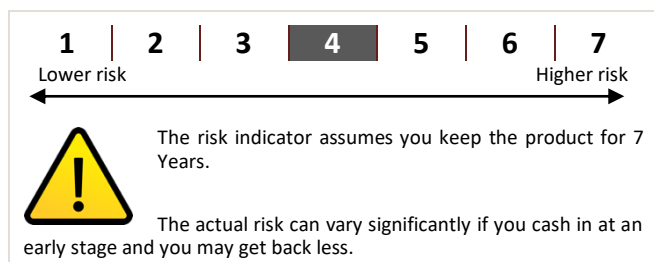 1 2 3 4 5 6 7
Lower risk Higher risk
The risk indicator assumes you keep the product for 7
Years.
The actual risk can vary significantly if you cash in at an
early stage and you may get back less.